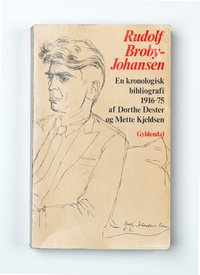 Rudolf
Broby-
Johansen
En kronologisk
bibliografi
1916-75
af Dorthe Dester
og Mette Kjeldsen
Gyldendal